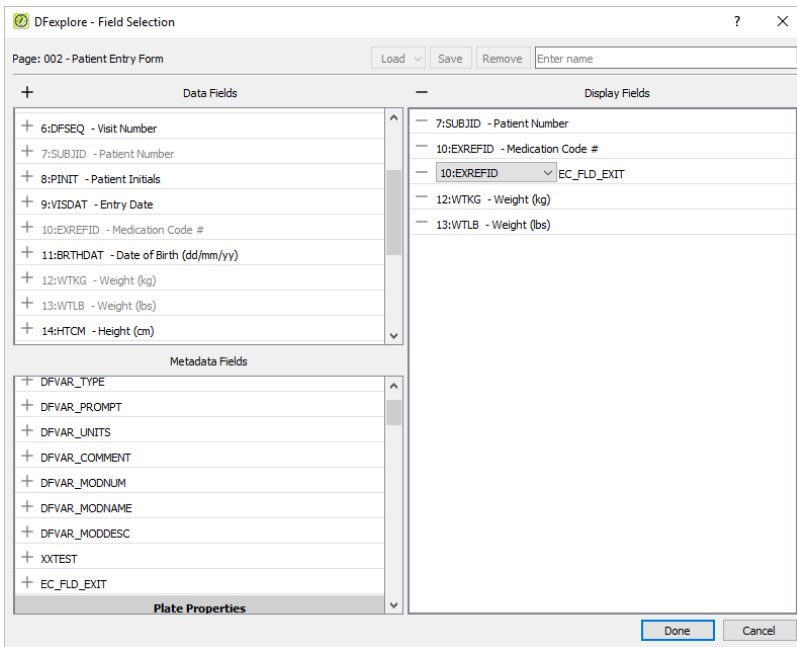 DFexplore - Field Selection
Page: 002 - Patient Entry Form
Load
Save
Remove
Enter name
Data Fields
6:DFSEQ - Visit Number
7:SUBJID - Patient Number
8:PINIT - Patient Initials
9:VISDAT - Entry Date
10:EXREFID - Medication Code #
11:BRTHDAT - Date of Birth (dd/mm/yy)
12:WTKG - Weight (kg)
13:WTLB - Weight (lbs)
14:HTCM - Height (cm)
Metadata Fields
DFVAR_TYPE
DFVAR_PROMPT
DFVAR_UNITS
DFVAR_COMMENT
DFVAR_MODNUM
DFVAR_MODNAME
DFVAR_MODDESC
XXTEST
EC_FLD_EXIT
Plate Properties
Display Fields
7:SUBJID - Patient Number
10:EXREFID - Medication Code #
10:EXREFID EC_FLD_EXIT
12:WTKG - Weight (kg)
13:WTLB - Weight (lbs)
Done
Cancel